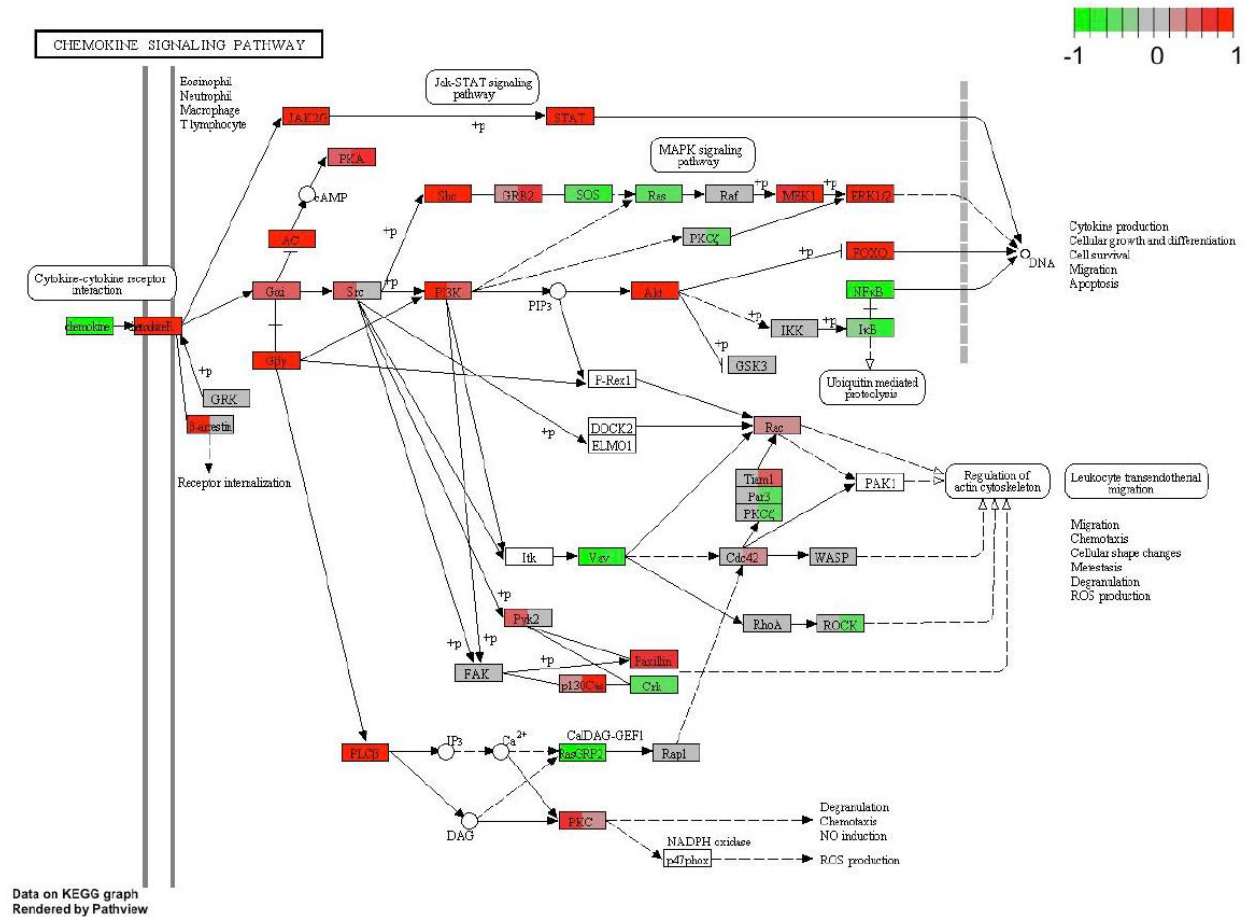 CHEMOKINE SIGNALING PATHWAY
-1 0 1
Eosinophil
Neutrophil
Macrophage
T lymphocyte
Jak-STAT signaling
pathway
JAK2/3
+p
STAT
PKA
cAMP
AC
MAPK signaling
pathway
+p
Shc
GRB2
SOS
Ras
Raf
+p
MEK1
+p
ERK1/2
PKCζ
+p
FOXO
DNA
Cytokine production
Cellular growth and differentiation
Cell survival
Migration
Apoptosis
Cytokine-cytokine receptor
interaction
chemokine
Gαi
Src
+p
PI3K
PIP3
Akt
+p
IKK
+p
NFκB
IκB
Gβγ
+p
GSK3
Ubiquitin mediated
proteolysis
+p
GRK
β-arrestin
Receptor internalization
P-Rex1
+p
DOCK2
ELMO1
Rac
Tiam1
Par3
PKCζ
PAK1
Regulation of
actin cytoskeleton
Leukocyte transendothelial
migration
Migration
Chemotaxis
Cellular shape changes
Metestasis
Degranulation
ROS production
Itk
Vav
Cdc42
WASP
+p
Pyk2
RhoA
ROCK
+p
+p
FAK
+p
Paxillin
p130Cas
Crk
PLCβ
IP3
Ca2+
CalDAG-GEF1
RasGRP2
Rap1
DAG
PKC
Degranulation
Chemotaxis
NO induction
NADPH oxidase
p47phox
ROS production
Data on KEGG graph
Rendered by Pathview